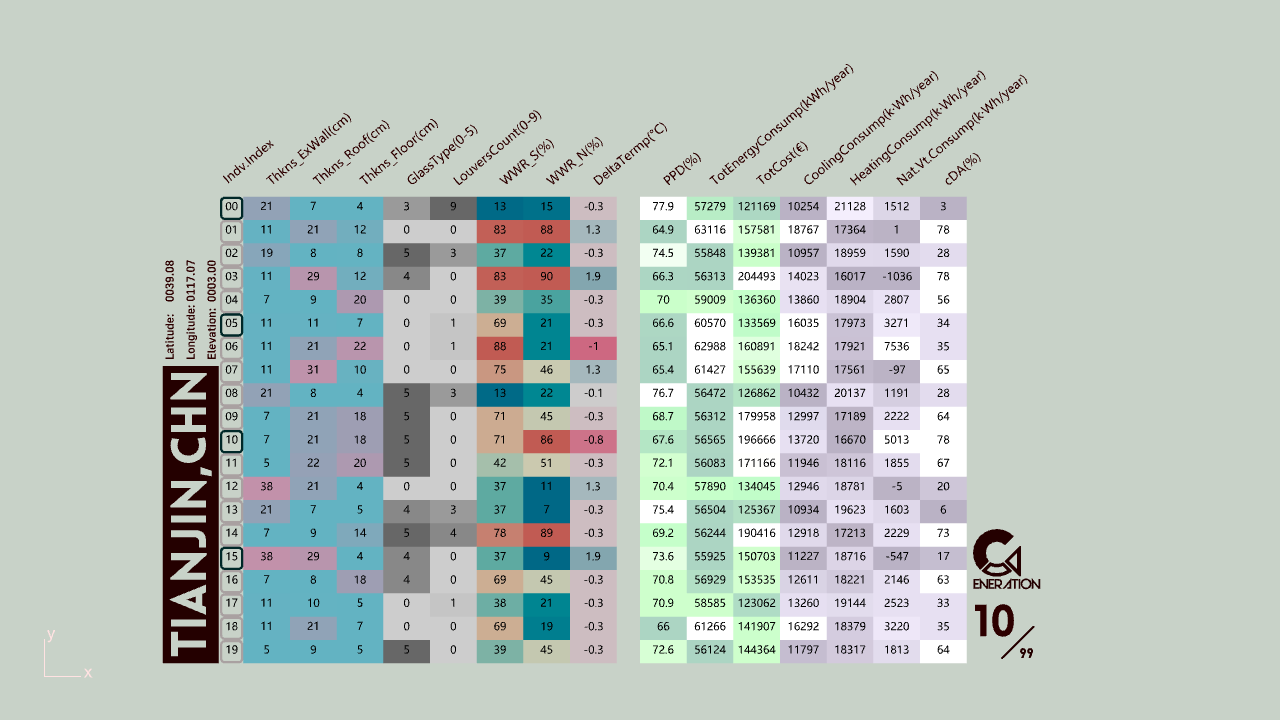 Indv.Index Thkns_ExWall(cm) Thkns_Roof(cm) Thkns_Floor(cm) GlassType(0-5) LouversCount(0-9) WWR_S(%) WWR_N(%) DeltaTermp(°C) PPD(%) TotEnergyConsump(kWh/year) TotCost(€) CoolingConsump(k·Wh/year) HeatingConsump(k·Wh/year) Nat.Vt.Consump(k·Wh/year) cDA(%)
00 21 7 4 3 9 13 15 -0.3 77.9 57279 121169 10254 21128 1512 3
01 11 21 12 0 0 83 88 1.3 64.9 63116 157581 18767 17364 1 78
02 19 8 8 5 3 37 22 -0.3 74.5 55848 139381 10957 18959 1590 28
03 11 29 12 4 0 83 90 1.9 66.3 56313 204493 14023 16017 -1036 78
04 7 9 20 0 0 39 35 -0.3 70 59009 136360 13860 18904 2807 56
05 11 11 7 0 1 69 21 -0.3 66.6 60570 133569 16035 17973 3271 34
06 11 21 22 0 1 88 21 -1 65.1 62988 160891 18242 17921 7536 35
07 11 31 10 0 0 75 46 1.3 65.4 61427 155639 17110 17561 -97 65
08 21 8 4 5 3 13 22 -0.1 76.7 56472 126862 10432 20137 1191 28
09 7 21 18 5 0 71 45 -0.3 68.7 56312 179958 12997 17189 2222 64
10 7 21 18 5 0 71 86 -0.8 67.6 56565 196666 13720 16670 5013 78
11 5 22 20 5 0 42 51 -0.3 72.1 56083 171166 11946 18116 1855 67
12 38 21 4 0 0 37 11 1.3 70.4 57890 134045 12946 18781 -5 20
13 21 7 5 4 3 37 7 -0.3 75.4 56504 125367 10934 19623 1603 6
14 7 9 14 5 4 78 89 -0.3 69.2 56244 190416 12918 17213 2229 73
15 38 29 4 4 0 37 9 1.9 73.6 55925 150703 11227 18716 -547 17
16 7 8 18 4 0 69 45 -0.3 70.8 56929 153535 12611 18221 2146 63
17 11 10 5 0 1 38 21 -0.3 70.9 58585 123062 13260 19144 2525 33
18 11 21 7 0 0 69 19 -0.3 66 61266 141907 16292 18379 3220 35
19 5 9 5 5 0 39 45 -0.3 72.6 56124 144364 11797 18317 1813 64
Latitude: 0039.08
Longitude: 0117.07
Elevation: 0003.00
TIANJIN,CHN
G
ENERATION
10/99
y
x